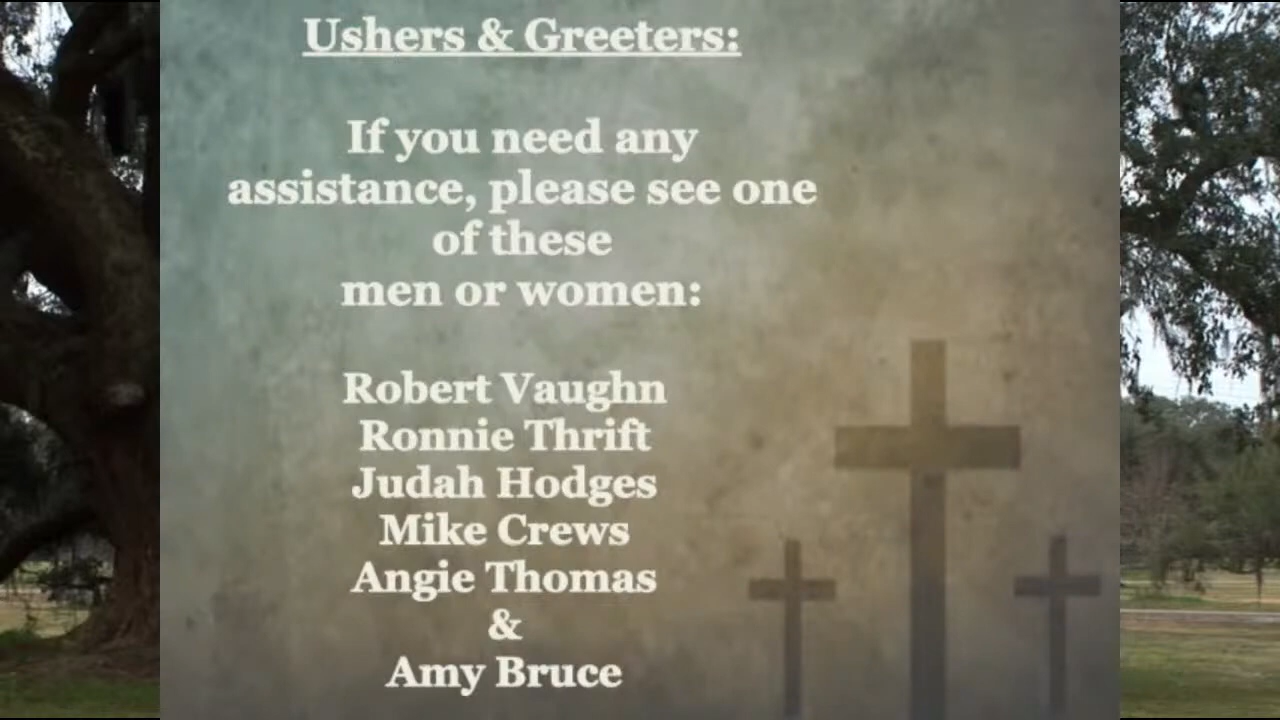 Ushers & Greeters:
If you need any
assistance, please see one
of these
men or women:
Robert Vaughn
Ronnie Thrift
Judah Hodges
Mike Crews
Angie Thomas
&
Amy Bruce